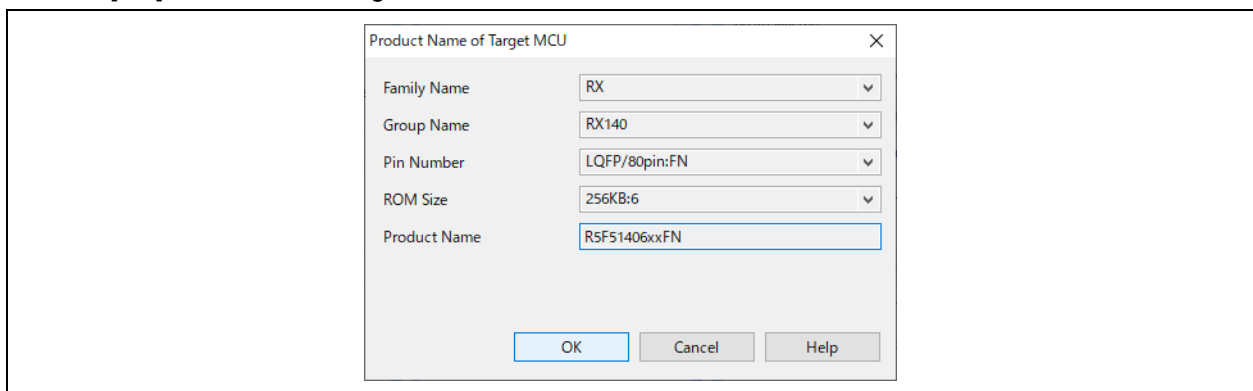 Product Name of Target MCU
Family Name RX
Group Name RX140
Pin Number LQFP/80pin:FN
ROM Size 256KB:6
Product Name R5F51406xxFN
OK Cancel Help